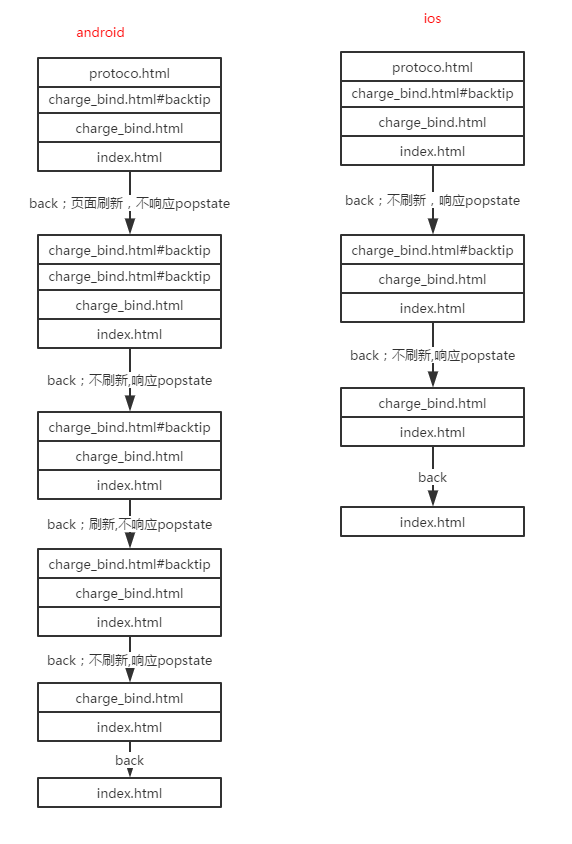 android
protoco.html
charge_bind.html#backtip
charge_bind.html
index.html
back；页面刷新，不响应popstate
charge_bind.html#backtip
charge_bind.html#backtip
charge_bind.html
index.html
back；不刷新,响应popstate
charge_bind.html#backtip
charge_bind.html
index.html
back；刷新,不响应popstate
charge_bind.html#backtip
charge_bind.html
index.html
back；不刷新,响应popstate
charge_bind.html
index.html
back
index.html
ios
protoco.html
charge_bind.html#backtip
charge_bind.html
index.html
back；不刷新，响应popstate
charge_bind.html#backtip
charge_bind.html
index.html
back；不刷新,响应popstate
charge_bind.html
index.html
back
index.html